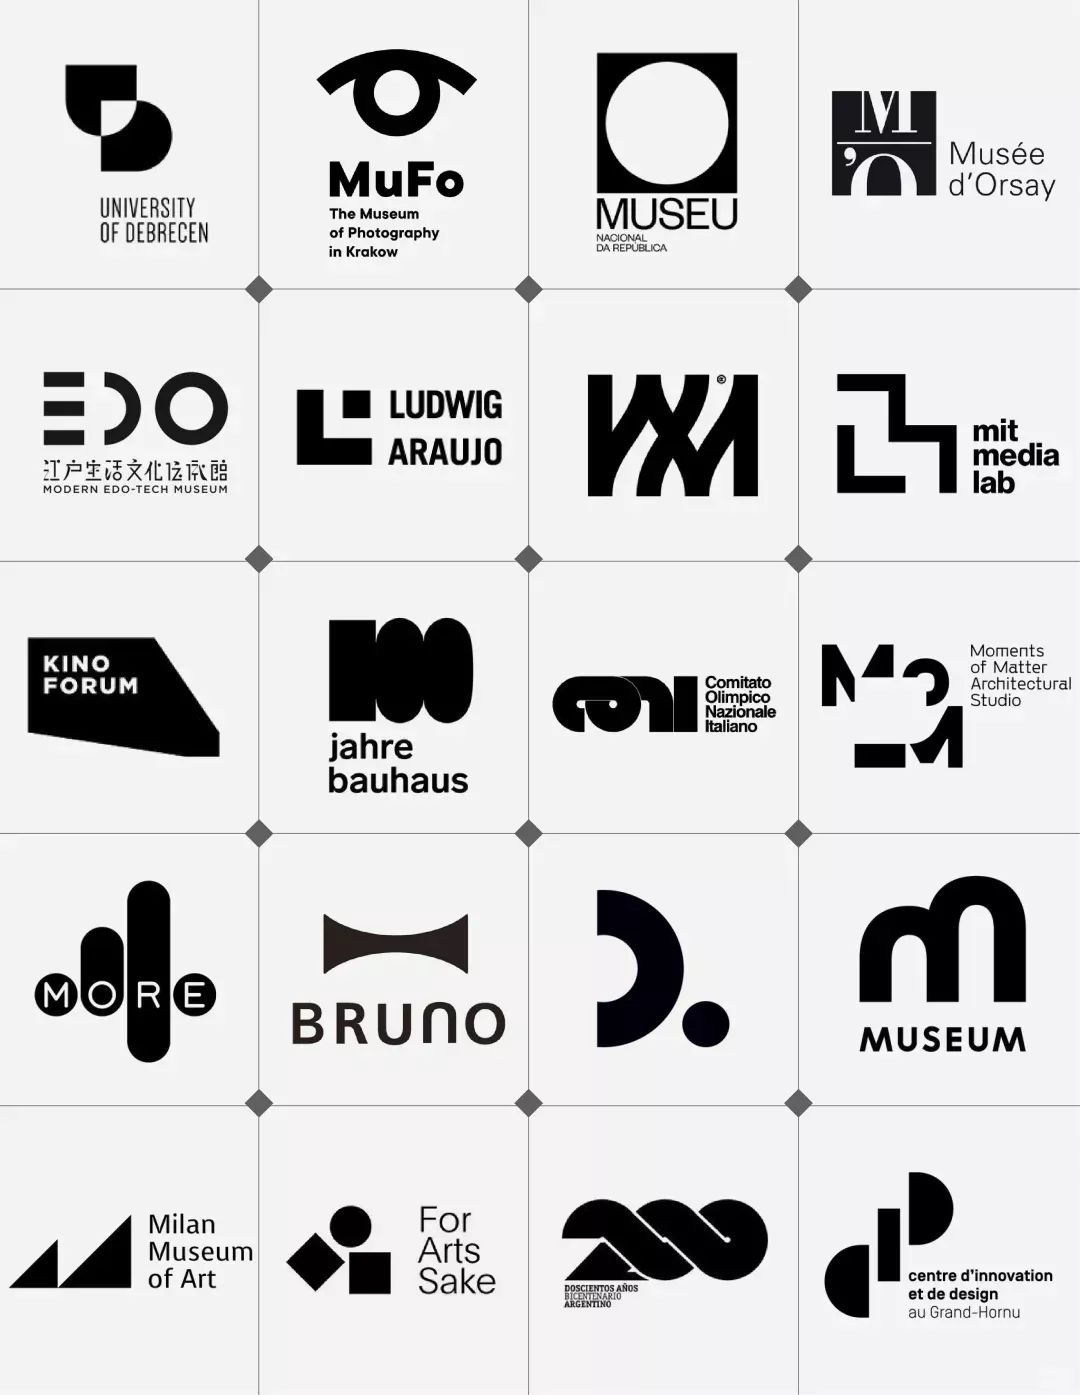 UNIVERSITY
OF DEBRECEN
MuFo
The Museum
of Photography
in Krakow
MUSEU
NACIONAL
DA REPÚBLICA
M
'O
Musée
d'Orsay
EDO
江戸生活文化伝承館
MODERN EDO-TECH MUSEUM
LUDWIG
ARAUJO
®
mit
media
lab
KINO
FORUM
100
jahre
bauhaus
Comitato
Olimpico
Nazionale
Italiano
Moments
of Matter
Architectural
Studio
MORE
BRUNO
D.
m
MUSEUM
Milan
Museum
of Art
For
Arts
Sake
200
DOSCIENTOS AÑOS
BICENTENARIO
ARGENTINO
centre d'innovation
et de design
au Grand-Hornu